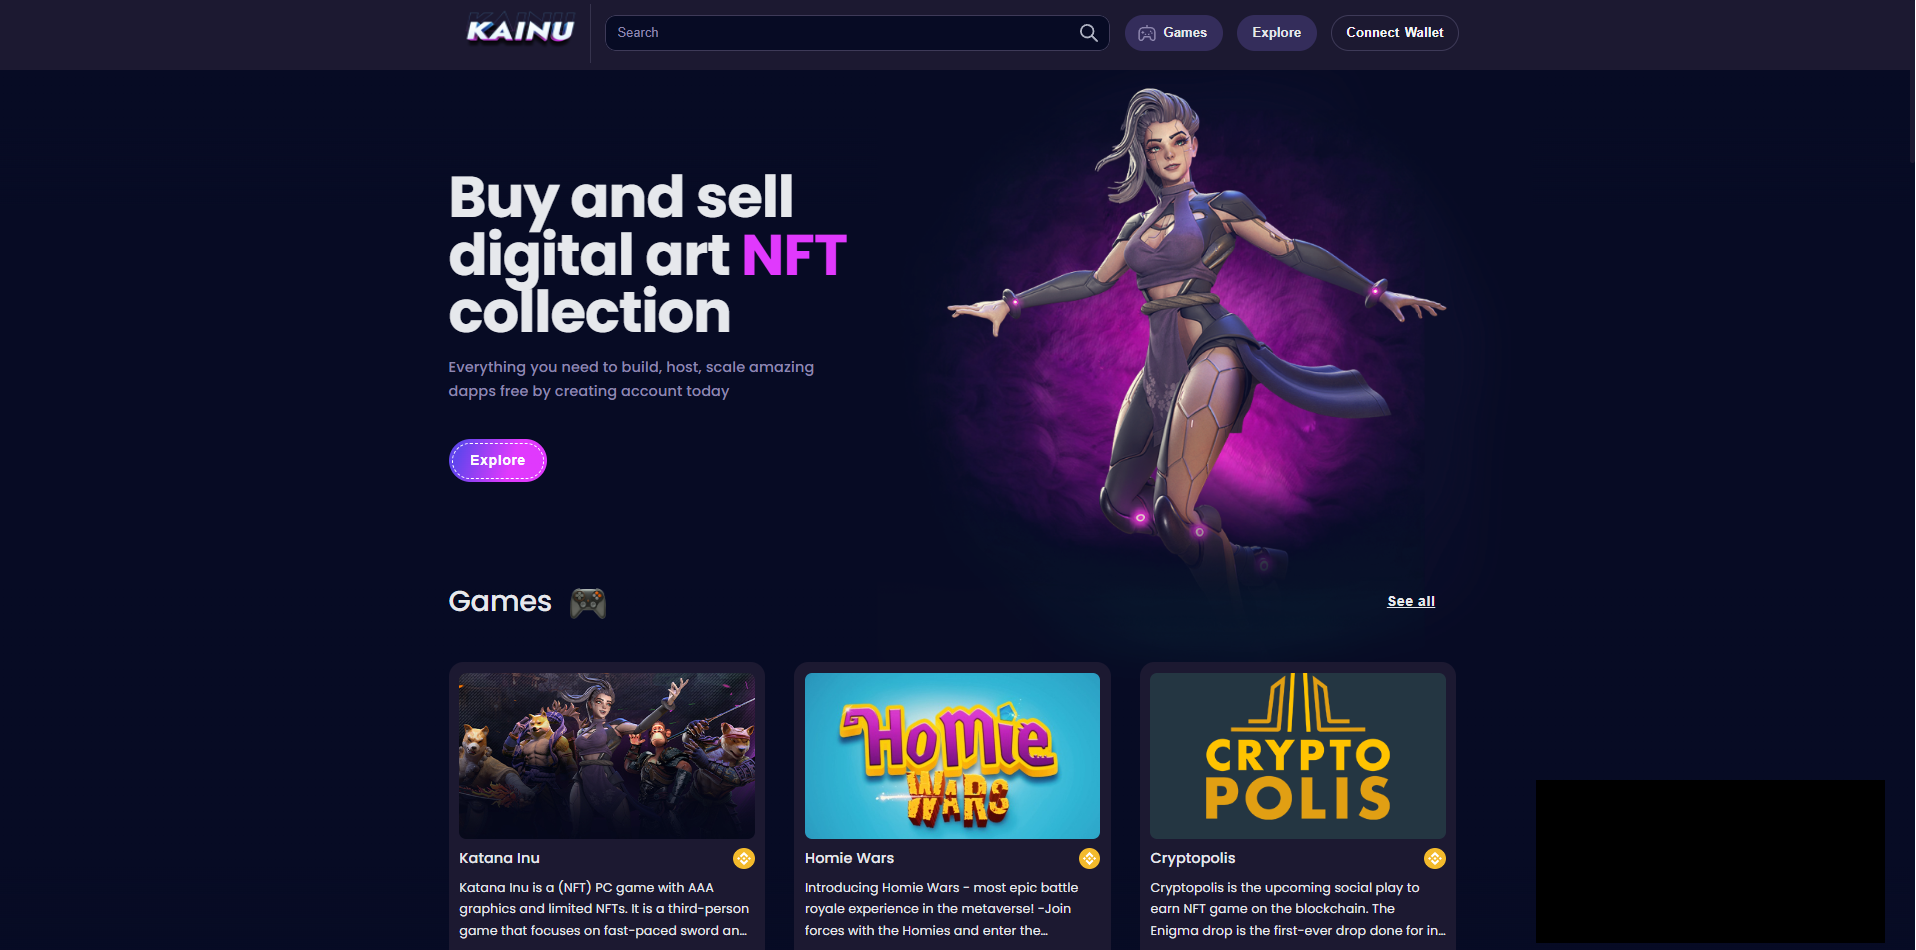 KAINU
Search
Games
Explore
Connect Wallet
Buy and sell
digital art NFT
collection
Everything you need to build, host, scale amazing
dapps free by creating account today
Explore
Games
See all
Homie
WARS
CRYPTO
POLIS
Katana Inu
Katana Inu is a (NFT) PC game with AAA
graphics and limited NFTs. It is a third-person
game that focuses on fast-paced sword an...
Homie Wars
Introducing Homie Wars - most epic battle
royale experience in the metaverse! -Join
forces with the Homies and enter the...
Cryptopolis
Cryptopolis is the upcoming social play to
earn NFT game on the blockchain. The
Enigma drop is the first-ever drop done for in...